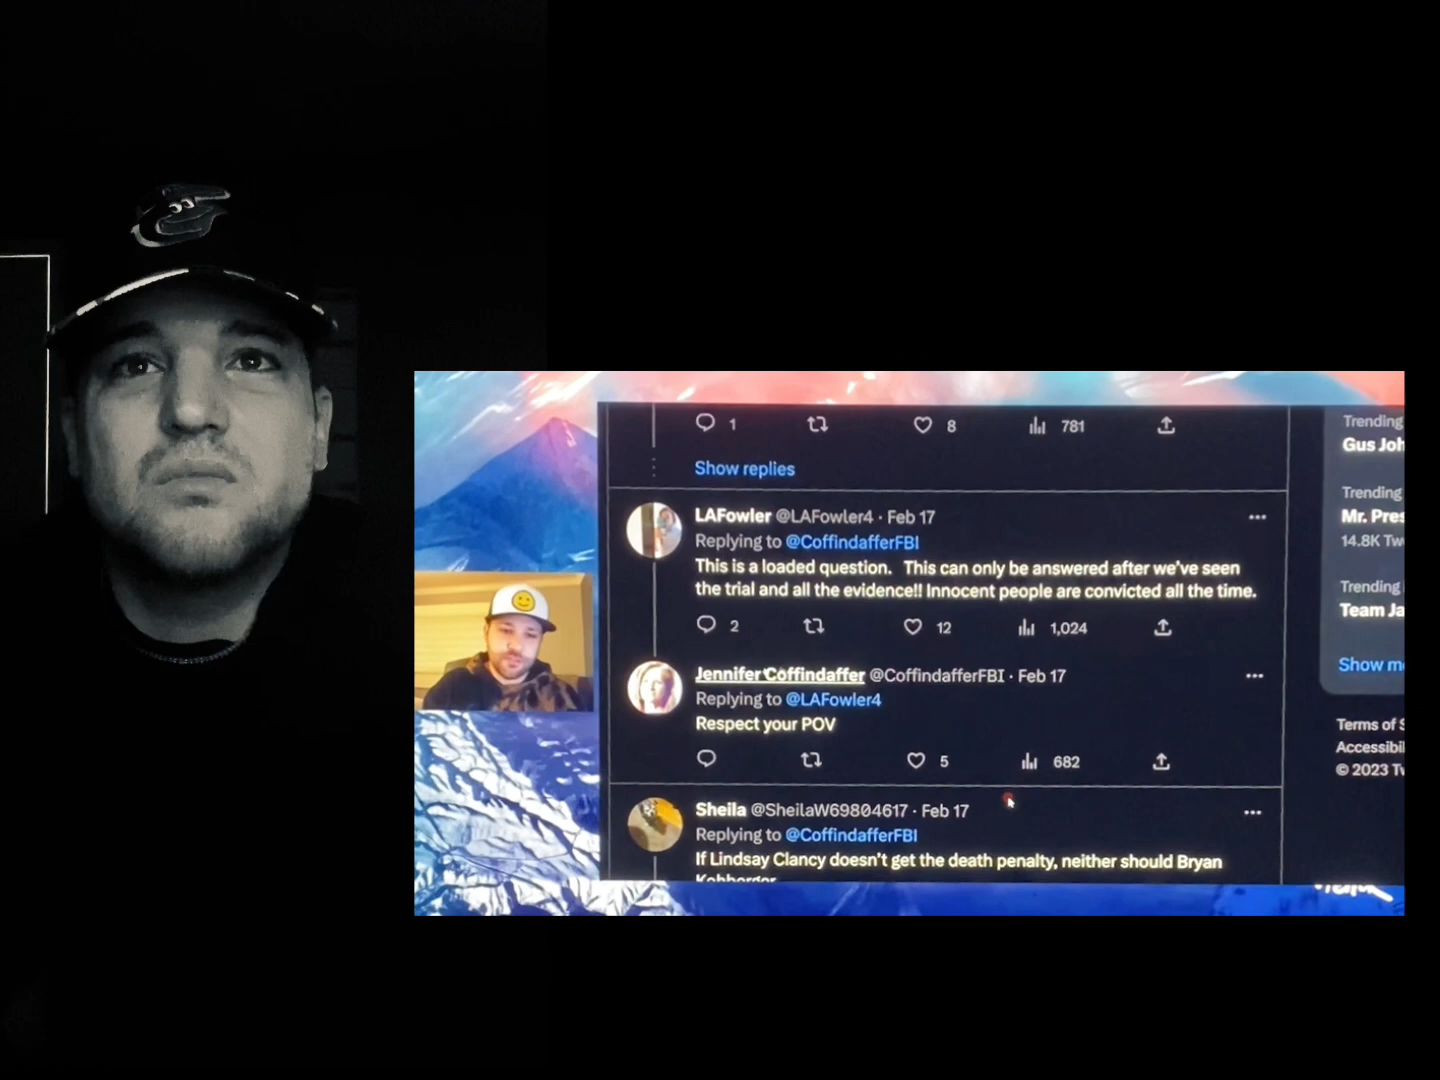 1 8 781
Trending
Gus Joh
Show replies
LAFowler @LAFowler4 · Feb 17
Replying to @CoffindafferFBI
This is a loaded question. This can only be answered after we've seen
the trial and all the evidence!! Innocent people are convicted all the time.
2 12 1,024
Jennifer Coffindaffer @CoffindafferFBI · Feb 17
Replying to @LAFowler4
Respect your POV
5 682
Sheila @SheilaW69804617 · Feb 17
Replying to @CoffindafferFBI
If Lindsay Clancy doesn't get the death penalty, neither should Bryan
Trending
Mr. Pres
14.8K Tw
Trending
Team Ja
Show m
Terms of S
Accessibil
© 2023 Tw